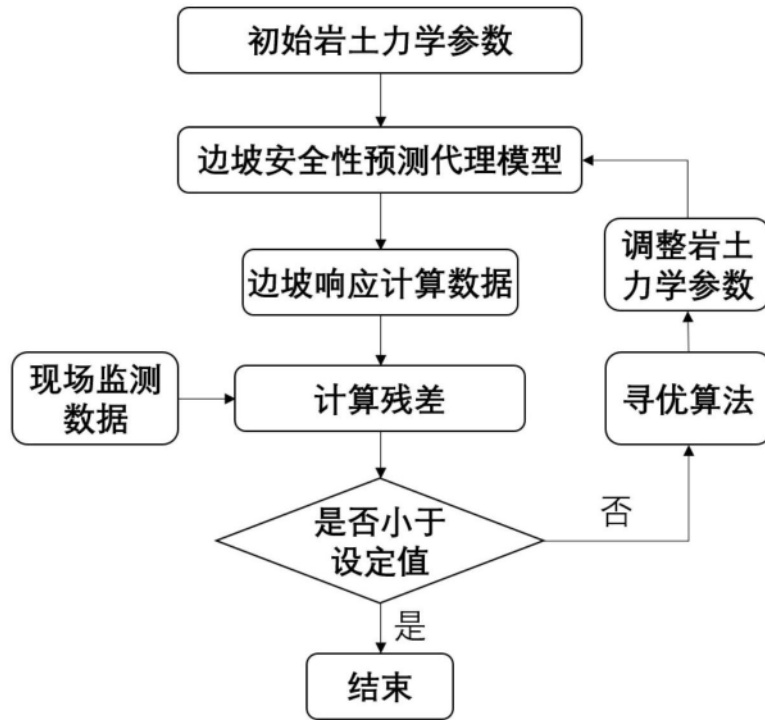 初始岩土力学参数
边坡安全性预测代理模型
调整岩土
力学参数
边坡响应计算数据
现场监测
数据
计算残差
寻优算法
是否小于
设定值
否
是
结束